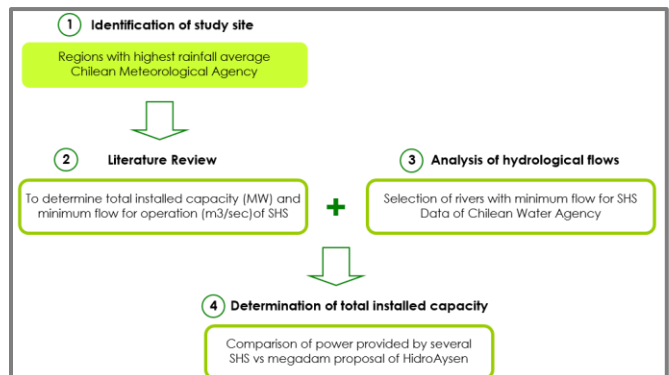 1 Identification of study site
Regions with highest rainfall average
Chilean Meteorological Agency
2 Literature Review
To determine total installed capacity (MW) and
minimum flow for operation (m3/sec)of SHS
+
3 Analysis of hydrological flows
Selection of rivers with minimum flow for SHS
Data of Chilean Water Agency
4 Determination of total installed capacity
Comparison of power provided by several
SHS vs megadam proposal of HidroAysen